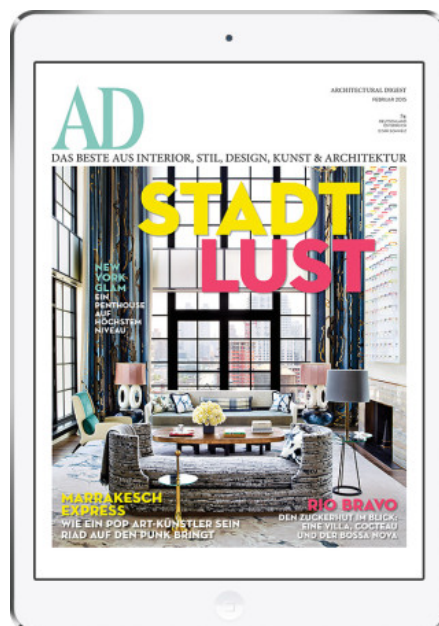 ARCHITECTURAL DIGEST
FEBRUAR 2015
AD
DAS BESTE AUS INTERIOR, STIL, DESIGN, KUNST & ARCHITEKTUR
STADT
LUST
NEW
YORK
GLAM
EIN
PENTHOUSE
AUF
HÖCHSTEM
NIVEAU
MARRAKESCH
EXPRESS
WIE EIN POP ART-KÜNSTLER SEIN
RIAD AUF DEN PUNK BRINGT
RIO BRAVO
DEN ZUCKERHUT IM BLICK:
EINE VILLA, COCTEAU
UND DER BOSSA NOVA